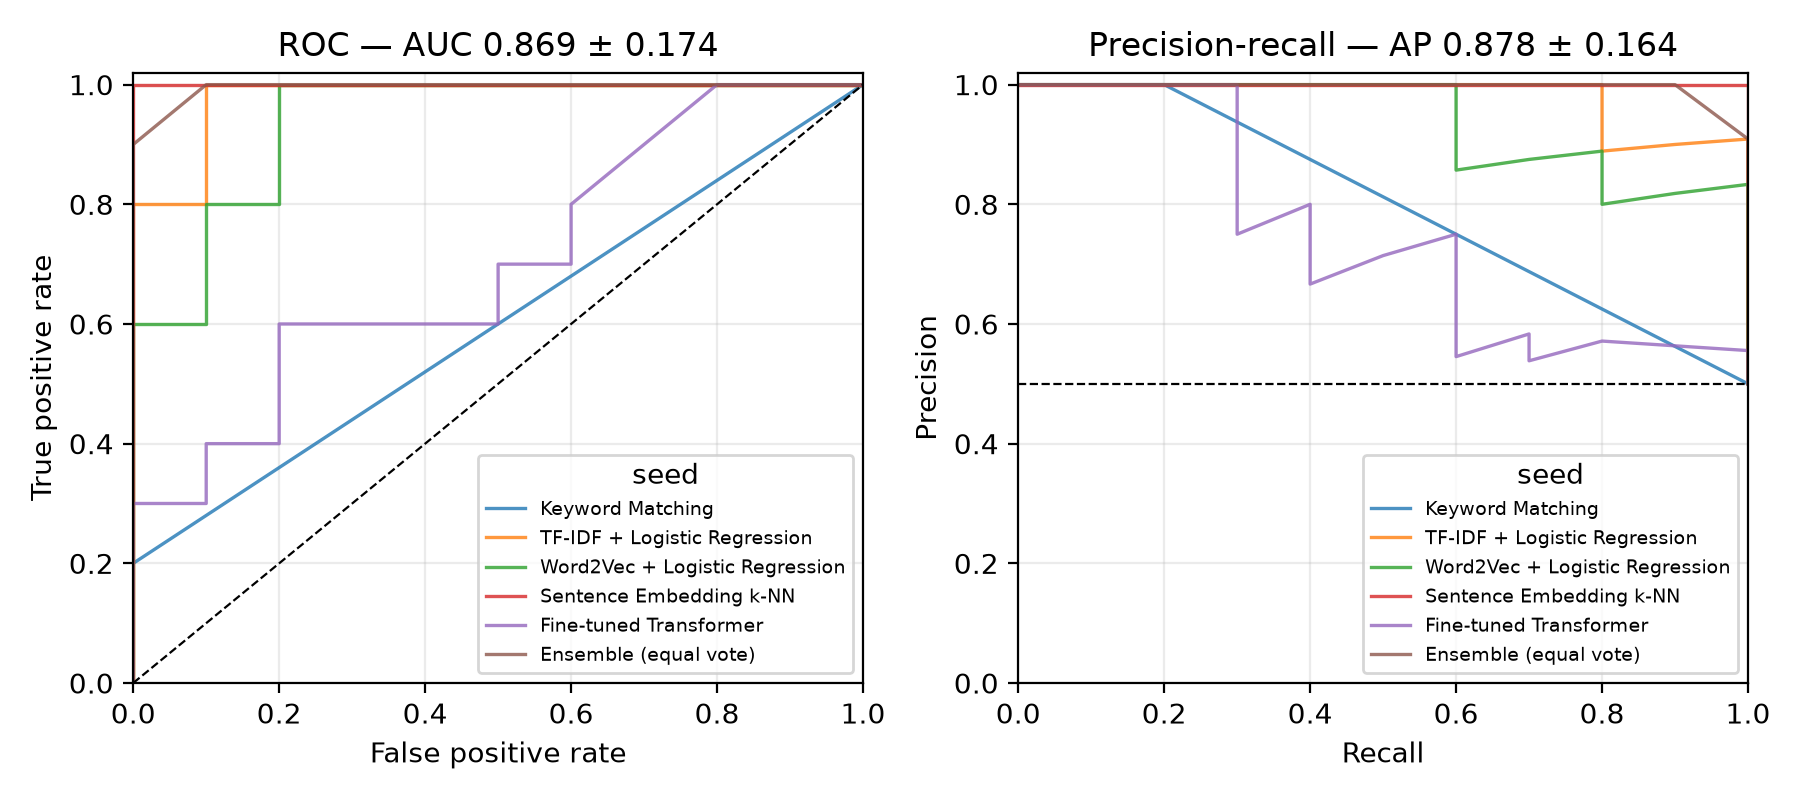 ROC — AUC 0.869 ± 0.174
True positive rate
1.0
0.8
0.6
0.4
0.2
0.0
0.0 0.2 0.4 0.6 0.8 1.0
False positive rate
seed
Keyword Matching
TF-IDF + Logistic Regression
Word2Vec + Logistic Regression
Sentence Embedding k-NN
Fine-tuned Transformer
Ensemble (equal vote)
Precision-recall — AP 0.878 ± 0.164
Precision
1.0
0.8
0.6
0.4
0.2
0.0
0.0 0.2 0.4 0.6 0.8 1.0
Recall
seed
Keyword Matching
TF-IDF + Logistic Regression
Word2Vec + Logistic Regression
Sentence Embedding k-NN
Fine-tuned Transformer
Ensemble (equal vote)